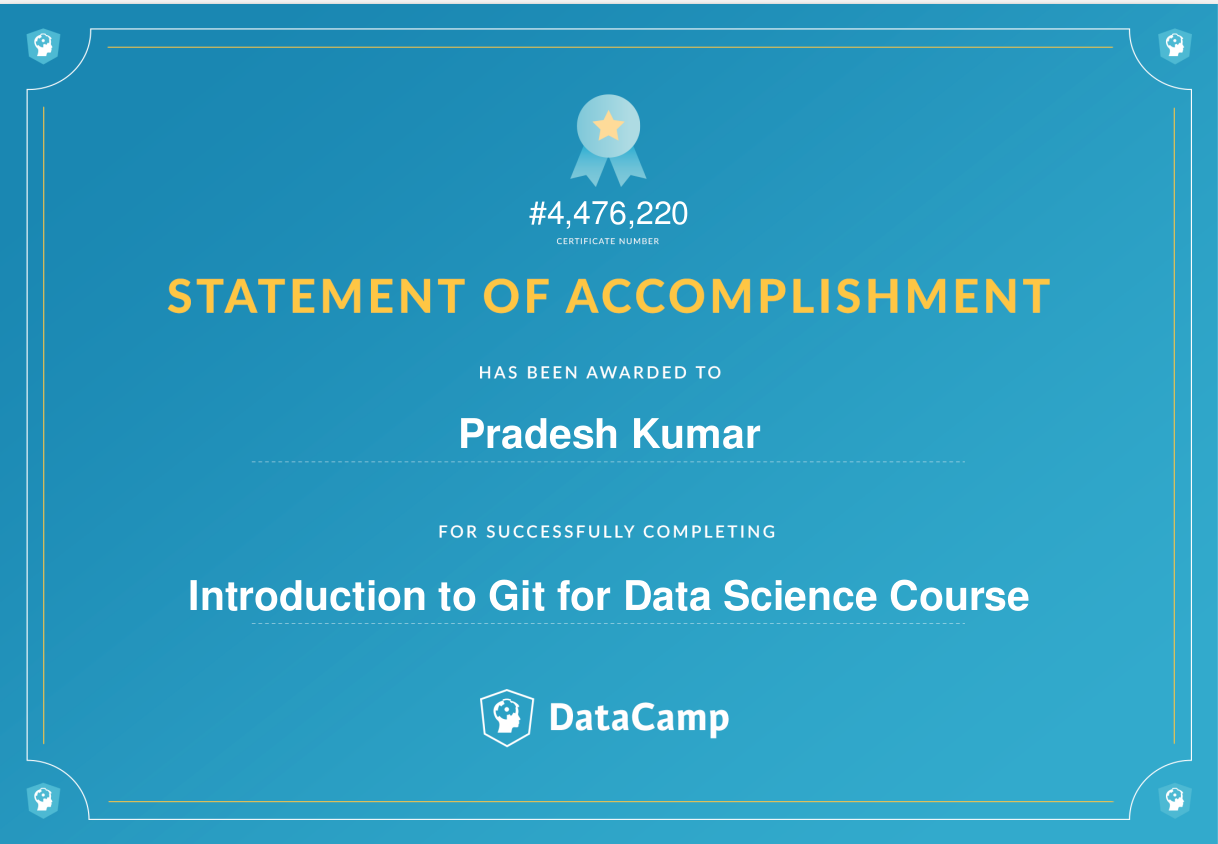 #4,476,220
CERTIFICATE NUMBER
STATEMENT OF ACCOMPLISHMENT
HAS BEEN AWARDED TO
Pradesh Kumar
FOR SUCCESSFULLY COMPLETING
Introduction to Git for Data Science Course
DataCamp